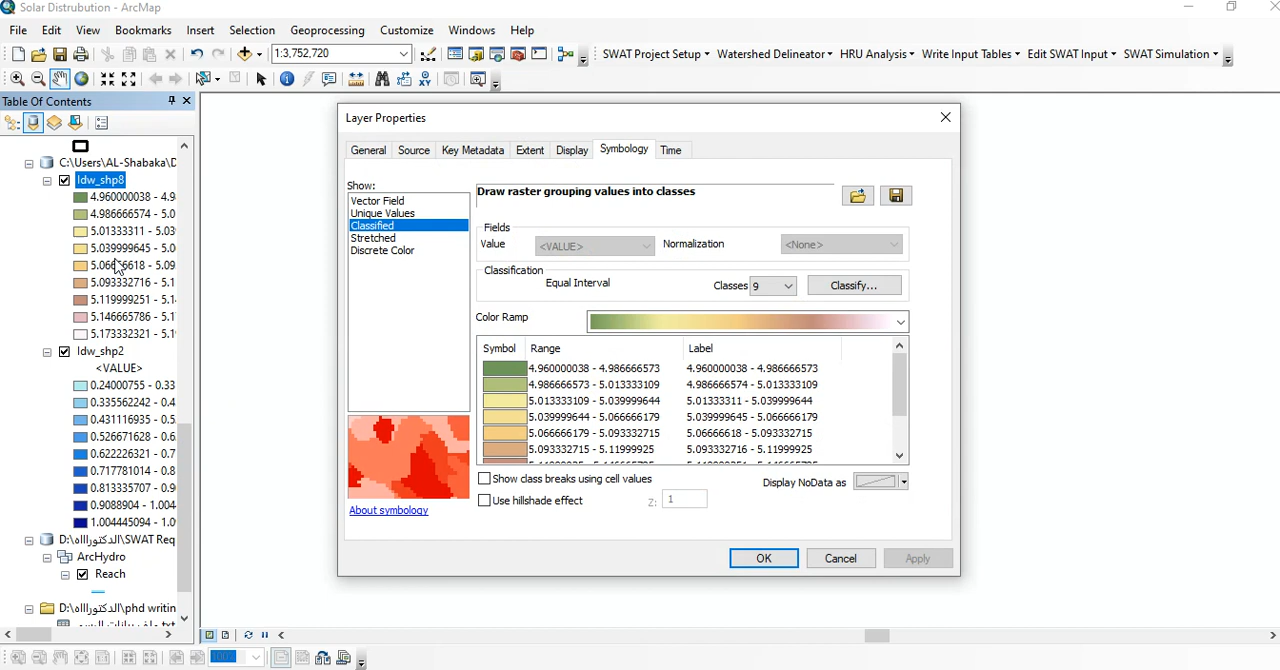 Solar Distrubution - ArcMap
File Edit View Bookmarks Insert Selection Geoprocessing Customize Windows Help
1:3,752,720 SWAT Project Setup Watershed Delineator HRU Analysis Write Input Tables Edit SWAT Input SWAT Simulation
Table Of Contents
C:\Users\AL-Shabaka\D
Idw_shp8
4.960000038 - 4.9
4.986666574 - 5.0
5.01333311 - 5.03
5.039999645 - 5.0
5.06666618 - 5.09
5.093332716 - 5.1
5.119999251 - 5.1
5.146665786 - 5.1
5.173332321 - 5.1
Idw_shp2
<VALUE>
0.24000755 - 0.33
0.335562242 - 0.4
0.431116935 - 0.5
0.526671628 - 0.6
0.622226321 - 0.7
0.717781014 - 0.8
0.813335707 - 0.9
0.9088904 - 1.004
1.004445094 - 1.0
D:\الدكتورااه\SWAT Req
ArcHydro
Reach
D:\الدكتورااه\phd writin
100%
Layer Properties
General Source Key Metadata Extent Display Symbology Time
Show:
Vector Field
Unique Values
Classified
Stretched
Discrete Color
About symbology
Draw raster grouping values into classes
Fields
Value <VALUE> Normalization <None>
Classification
Equal Interval Classes 9 Classify...
Color Ramp
Symbol Range Label
4.960000038 - 4.986666573 4.960000038 - 4.986666573
4.986666573 - 5.013333109 4.986666574 - 5.013333109
5.013333109 - 5.039999644 5.01333311 - 5.039999644
5.039999644 - 5.066666179 5.039999645 - 5.066666179
5.066666179 - 5.093332715 5.06666618 - 5.093332715
5.093332715 - 5.11999925 5.093332716 - 5.11999925
Show class breaks using cell values Display NoData as
Use hillshade effect Z: 1
OK Cancel Apply